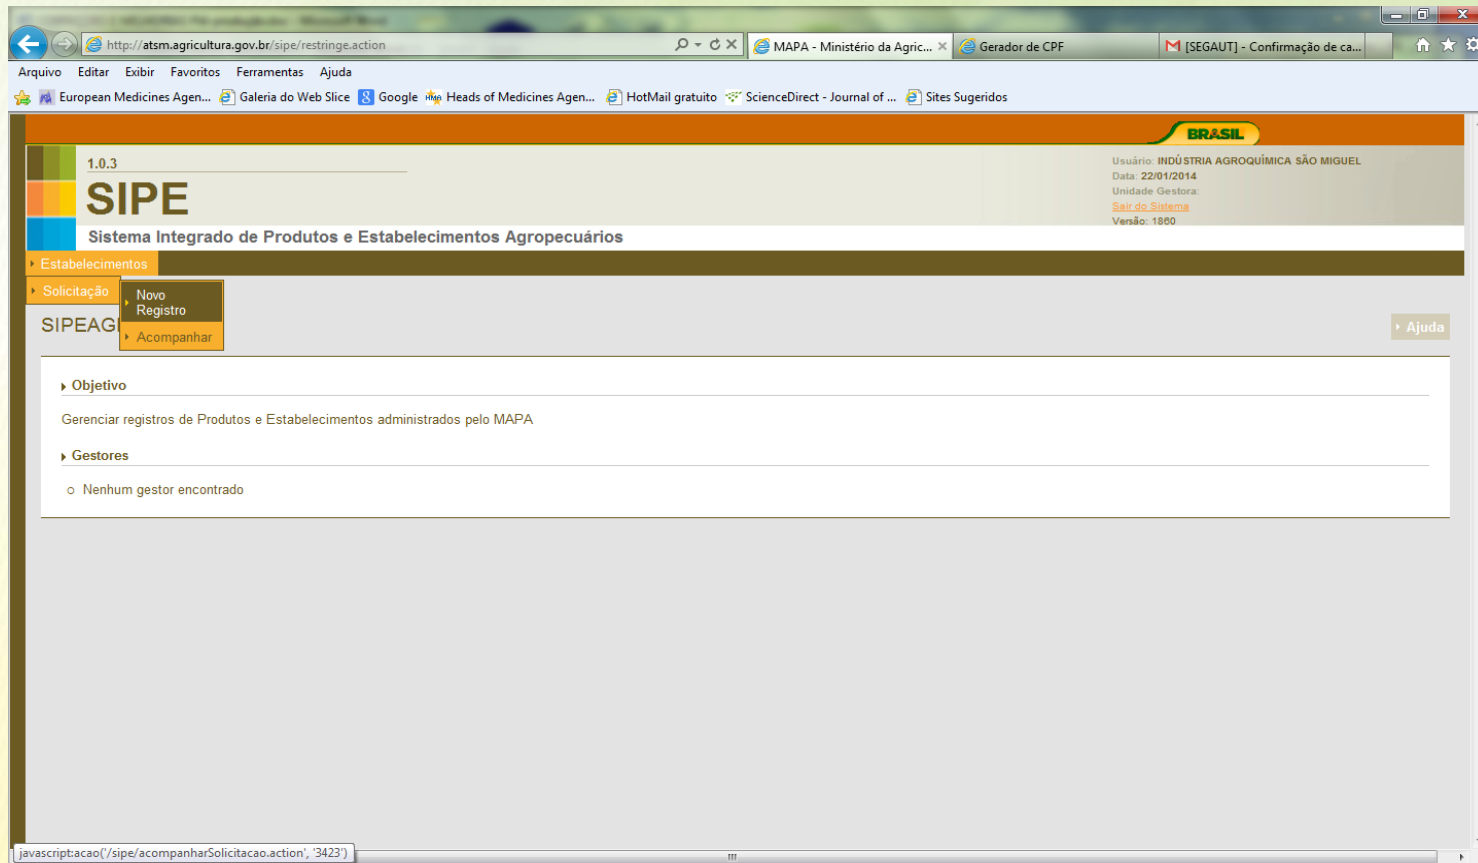 http://atsm.agricultura.gov.br/sipe/restringe.action
MAPA - Ministério da Agric...
Gerador de CPF
[SEGAUT] - Confirmação de ca...
Arquivo Editar Exibir Favoritos Ferramentas Ajuda
European Medicines Agen... Galeria do Web Slice Google Heads of Medicines Agen... HotMail gratuito ScienceDirect - Journal of ... Sites Sugeridos
BRASIL
1.0.3
SIPE
Sistema Integrado de Produtos e Estabelecimentos Agropecuários
Usuário: INDÚSTRIA AGROQUÍMICA SÃO MIGUEL
Data: 22/01/2014
Unidade Gestora:
Sair do Sistema
Versão: 1860
Estabelecimentos
Solicitação
Novo
Registro
Acompanhar
SIPEAG
Ajuda
Objetivo
Gerenciar registros de Produtos e Estabelecimentos administrados pelo MAPA
Gestores
Nenhum gestor encontrado
javascript:acao('/sipe/acompanharSolicitacao.action', '3423')